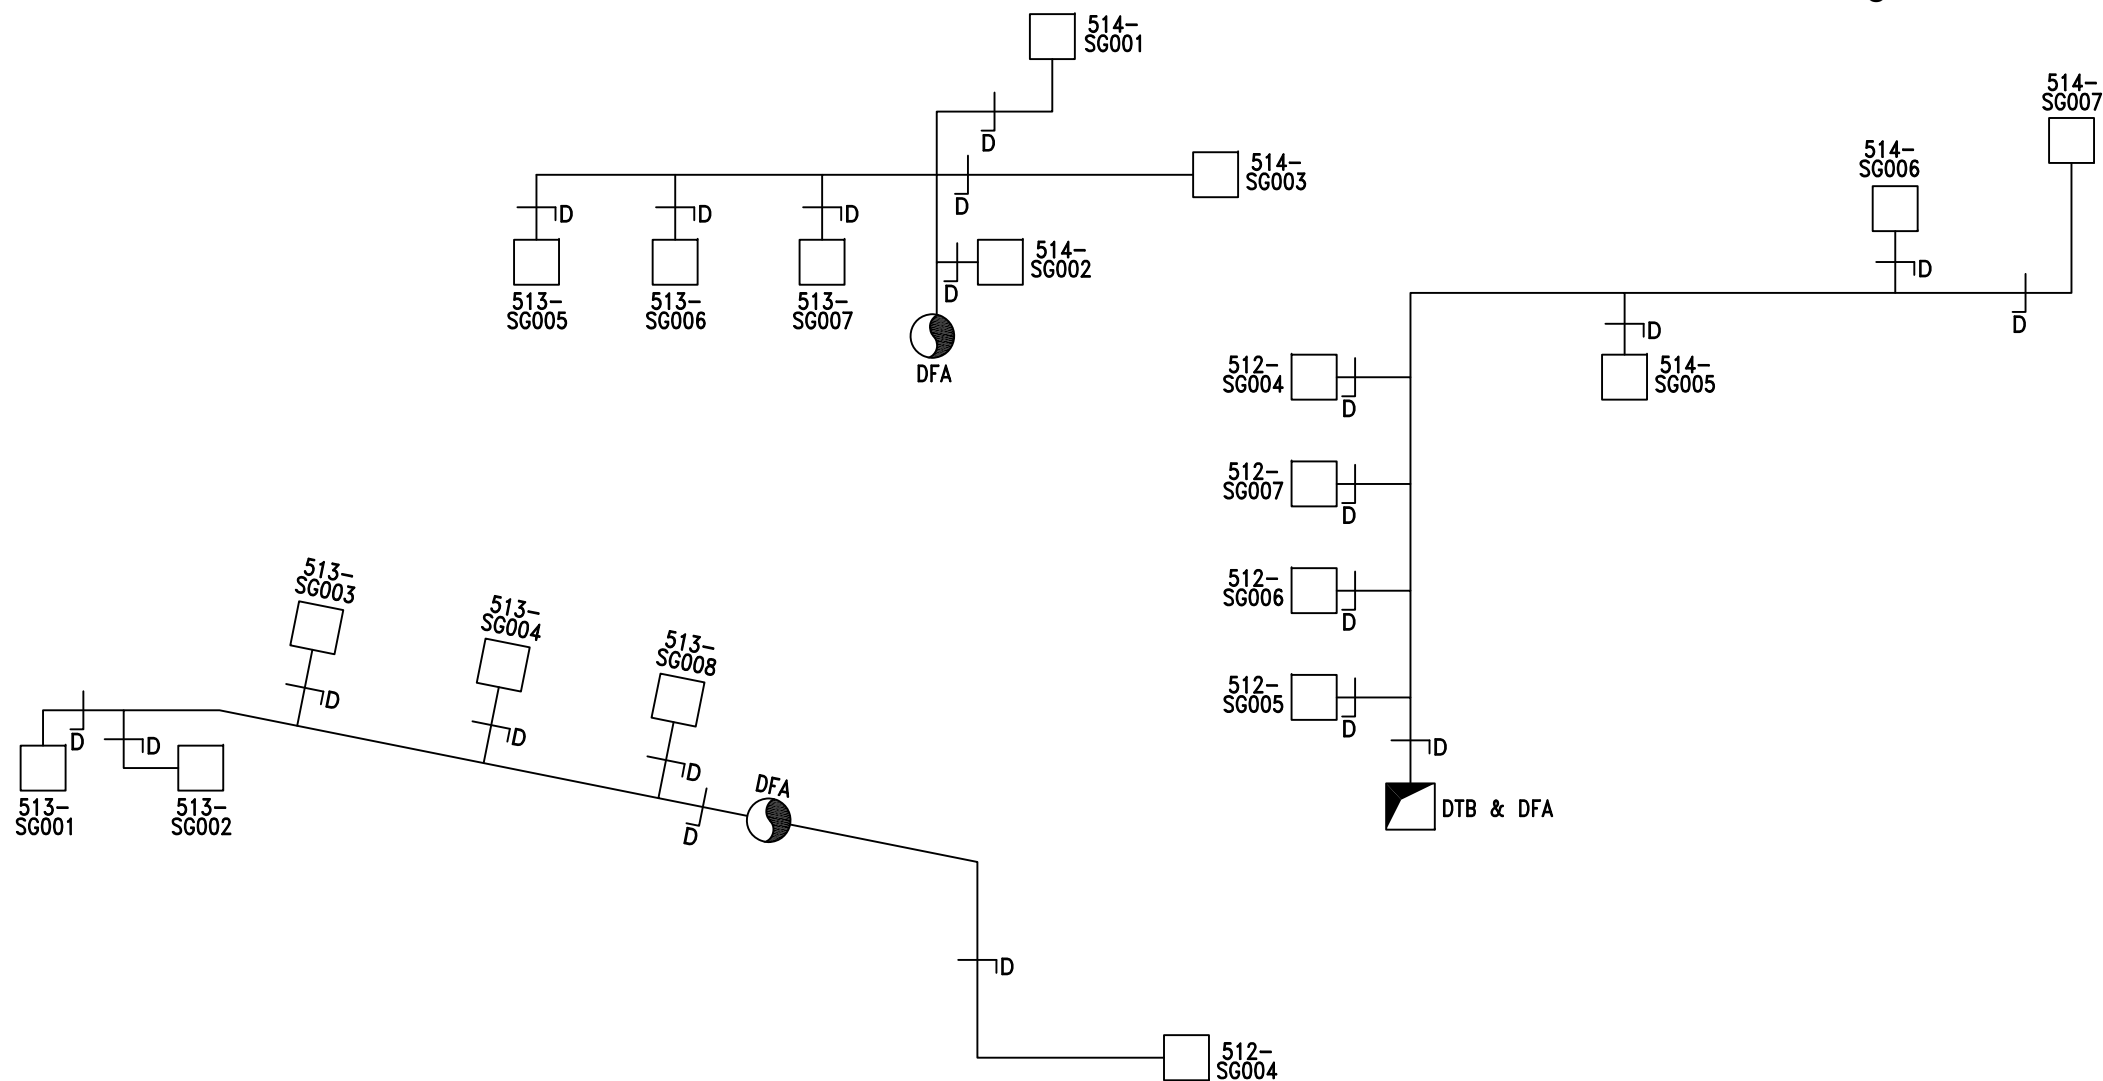 514-
SG001
D
514-
SG003
D
D
D
D
514-
SG002
D
513-
SG005
513-
SG006
513-
SG007
DFA
514-
SG007
514-
SG006
D
D
D
514-
SG005
512-
SG004
D
512-
SG007
D
512-
SG006
D
512-
SG005
D
D
DTB & DFA
513-
SG003
D
513-
SG004
D
513-
SG008
D
D
D
513-
SG001
513-
SG002
DFA
D
D
512-
SG004